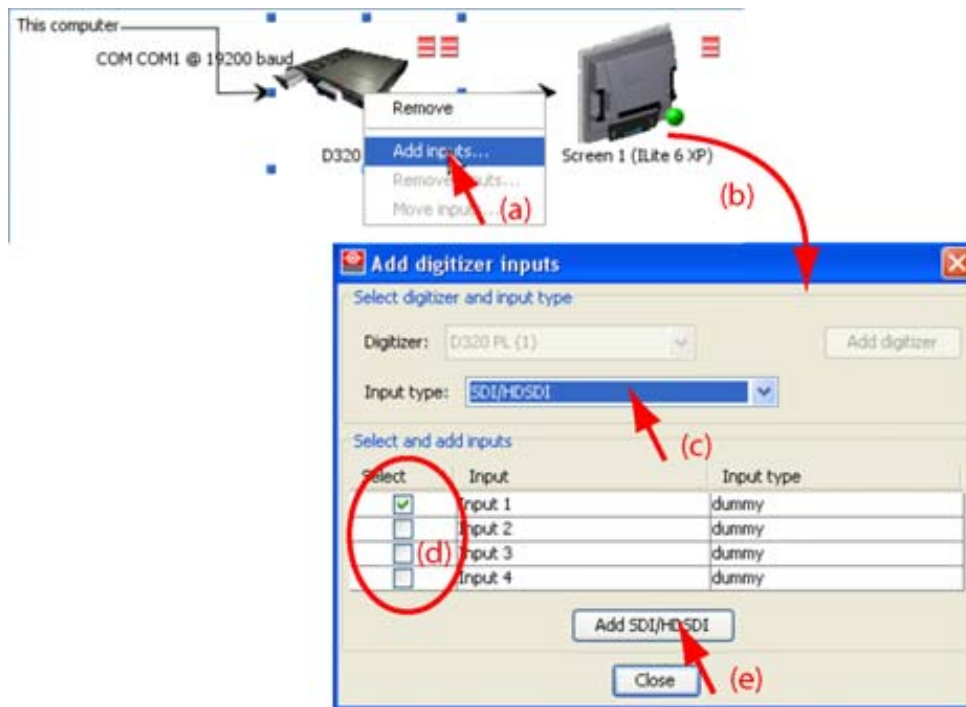 This computer
COM COM1 @ 19200 baud
Remove
D320
Add inputs...
Screen 1 (ILite 6 XP)
Remove inputs...
Move inputs...
(a)
(b)
Add digitizer inputs
Select digitizer and input type
Digitizer: D320 PL (1) Add digitizer
Input type: SDI/HDSDI
(c)
Select and add inputs
Select Input Input type
Input 1 dummy
Input 2 dummy
(d) Input 3 dummy
Input 4 dummy
Add SDI/HDSDI
Close (e)